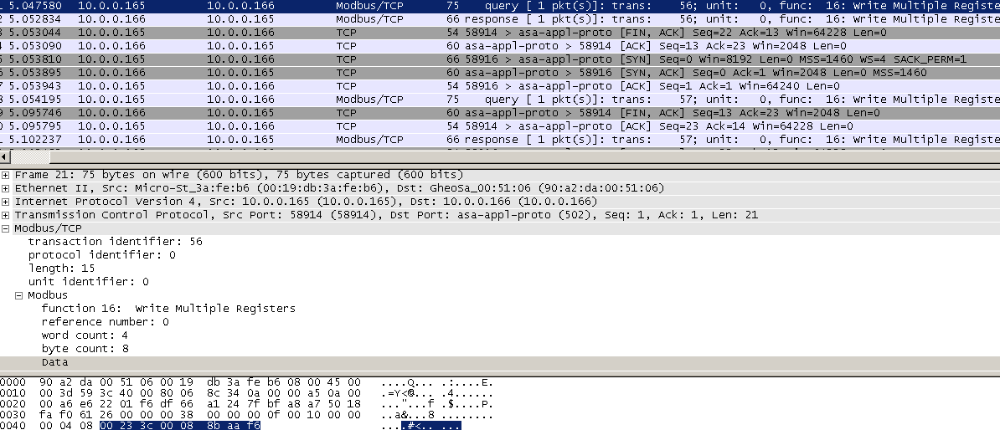 1 5.047580 10.0.0.165 10.0.0.166 Modbus/TCP 75 query [ 1 pkt(s)]: trans: 56; unit: 0, func: 16: Write Multiple Registe
2 5.052834 10.0.0.166 10.0.0.165 Modbus/TCP 66 response [ 1 pkt(s)]: trans: 56; unit: 0, func: 16: Write Multiple Registe
3 5.053044 10.0.0.165 10.0.0.166 TCP 54 58914 > asa-appl-proto [FIN, ACK] Seq=22 Ack=13 Win=64228 Len=0
4 5.053090 10.0.0.166 10.0.0.165 TCP 60 asa-appl-proto > 58914 [ACK] Seq=13 Ack=23 Win=2048 Len=0
5 5.053810 10.0.0.165 10.0.0.166 TCP 66 58916 > asa-appl-proto [SYN] Seq=0 Win=8192 Len=0 MSS=1460 WS=4 SACK_PERM=1
6 5.053895 10.0.0.166 10.0.0.165 TCP 60 asa-appl-proto > 58916 [SYN, ACK] Seq=0 Ack=1 Win=2048 Len=0 MSS=1460
7 5.053943 10.0.0.165 10.0.0.166 TCP 54 58916 > asa-appl-proto [ACK] Seq=1 Ack=1 Win=64240 Len=0
8 5.054195 10.0.0.165 10.0.0.166 Modbus/TCP 75 query [ 1 pkt(s)]: trans: 57; unit: 0, func: 16: Write Multiple Registe
9 5.095746 10.0.0.166 10.0.0.165 TCP 60 asa-appl-proto > 58914 [FIN, ACK] Seq=13 Ack=23 Win=2048 Len=0
0 5.095795 10.0.0.165 10.0.0.166 TCP 54 58914 > asa-appl-proto [ACK] Seq=23 Ack=14 Win=64228 Len=0
1 5.102237 10.0.0.166 10.0.0.165 Modbus/TCP 66 response [ 1 pkt(s)]: trans: 57; unit: 0, func: 16: Write Multiple Registe
Frame 21: 75 bytes on wire (600 bits), 75 bytes captured (600 bits)
Ethernet II, Src: Micro-St_3a:fe:b6 (00:19:db:3a:fe:b6), Dst: GheoSa_00:51:06 (90:a2:da:00:51:06)
Internet Protocol Version 4, Src: 10.0.0.165 (10.0.0.165), Dst: 10.0.0.166 (10.0.0.166)
Transmission Control Protocol, Src Port: 58914 (58914), Dst Port: asa-appl-proto (502), Seq: 1, Ack: 1, Len: 21
Modbus/TCP
transaction identifier: 56
protocol identifier: 0
length: 15
unit identifier: 0
Modbus
function 16: Write Multiple Registers
reference number: 0
word count: 4
byte count: 8
Data
0000 90 a2 da 00 51 06 00 19 db 3a fe b6 08 00 45 00 ....Q... .:....E.
0010 00 3d 59 3c 40 00 80 06 8c 34 0a 00 00 a5 0a 00 .=Y<@... .4......
0020 00 a6 e6 22 01 f6 df 66 a1 24 7f bf a8 a7 50 18 ..."...f .$....P.
0030 fa f0 61 26 00 00 00 38 00 00 00 0f 00 10 00 00 ..a&...8 ........
0040 00 04 08 00 23 3c 00 08 8b aa f6 ....#<.. ...